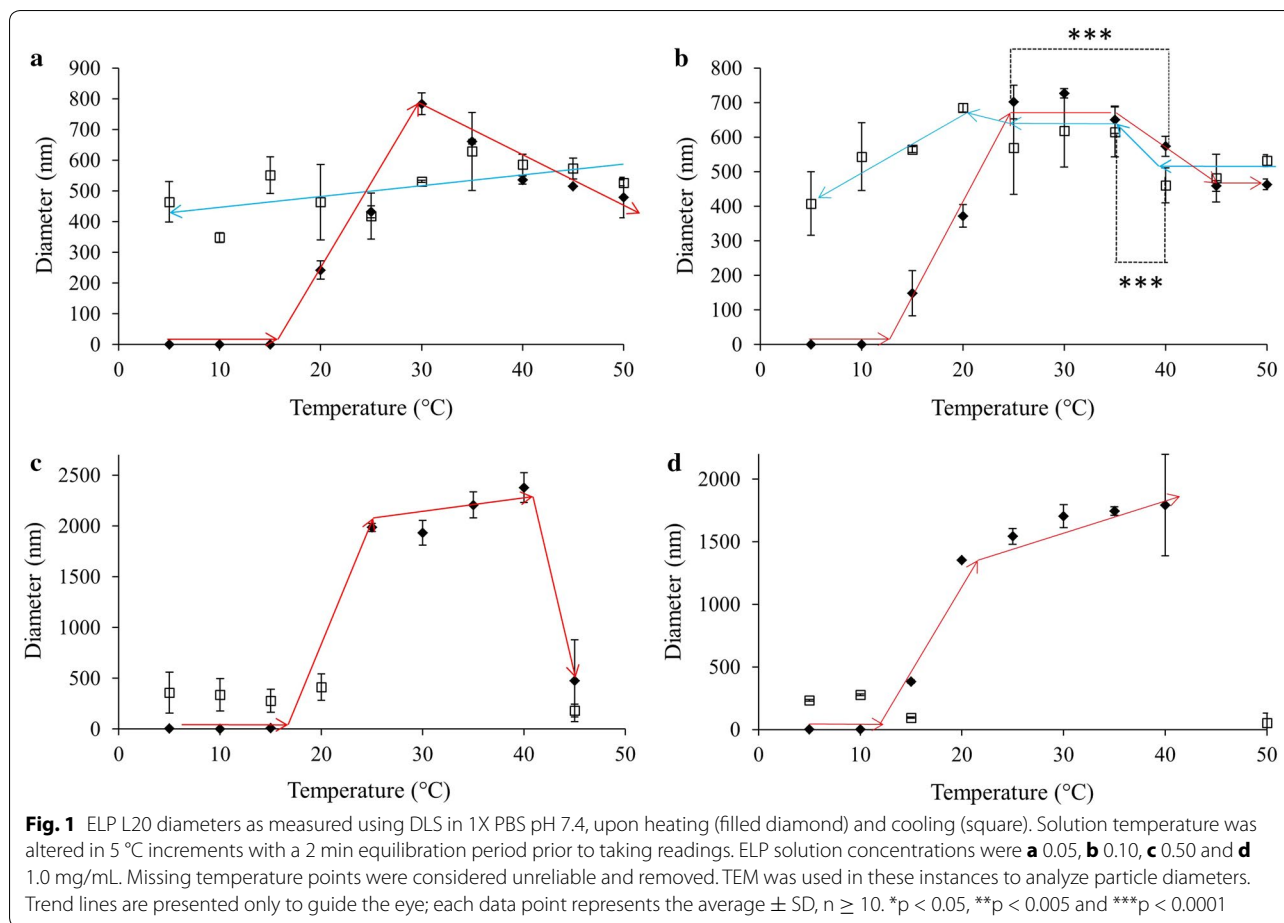 a
900
800
700
600
500
400
300
200
100
0
Diameter (nm)
0 10 20 30 40 50
Temperature (°C)
b
***
800
700
600
500
400
300
200
100
0
***
Diameter (nm)
0 10 20 30 40 50
Temperature (°C)
c
2500
2000
1500
1000
500
0
Diameter (nm)
0 10 20 30 40 50
Temperature (°C)
d
2000
1500
1000
500
0
Diameter (nm)
0 10 20 30 40 50
Temperature (°C)
Fig. 1 ELP L20 diameters as measured using DLS in 1X PBS pH 7.4, upon heating (filled diamond) and cooling (square). Solution temperature was
altered in 5 °C increments with a 2 min equilibration period prior to taking readings. ELP solution concentrations were a 0.05, b 0.10, c 0.50 and d
1.0 mg/mL. Missing temperature points were considered unreliable and removed. TEM was used in these instances to analyze particle diameters.
Trend lines are presented only to guide the eye; each data point represents the average ± SD, n ≥ 10. *p < 0.05, **p < 0.005 and ***p < 0.0001